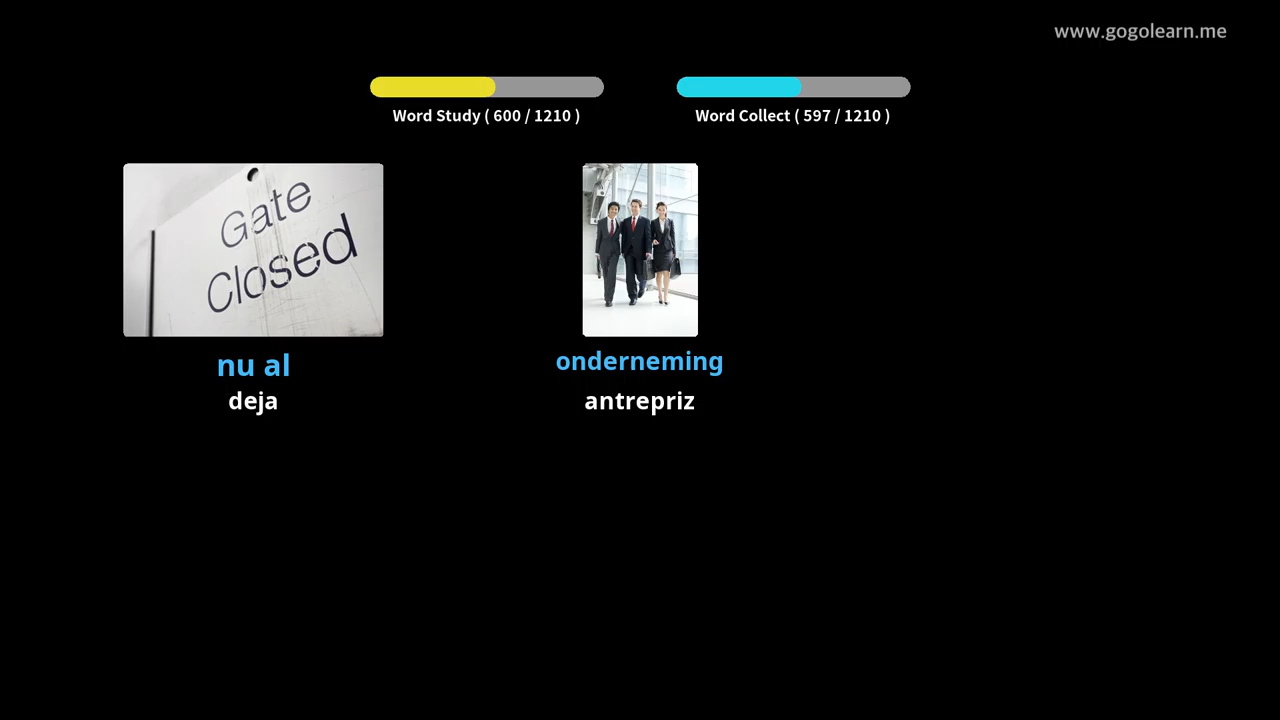 www.gogolearn.me
Word Study ( 600 / 1210 )
Word Collect ( 597 / 1210 )
Gate
Closed
nu al
deja
onderneming
antrepriz